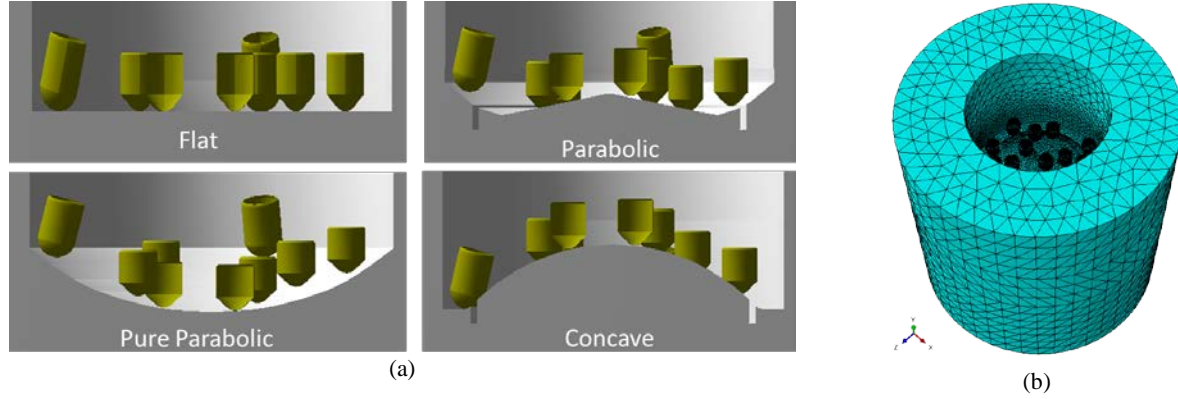 Flat
Parabolic
Pure Parabolic
Concave
(a)
Y
Z
X
(b)